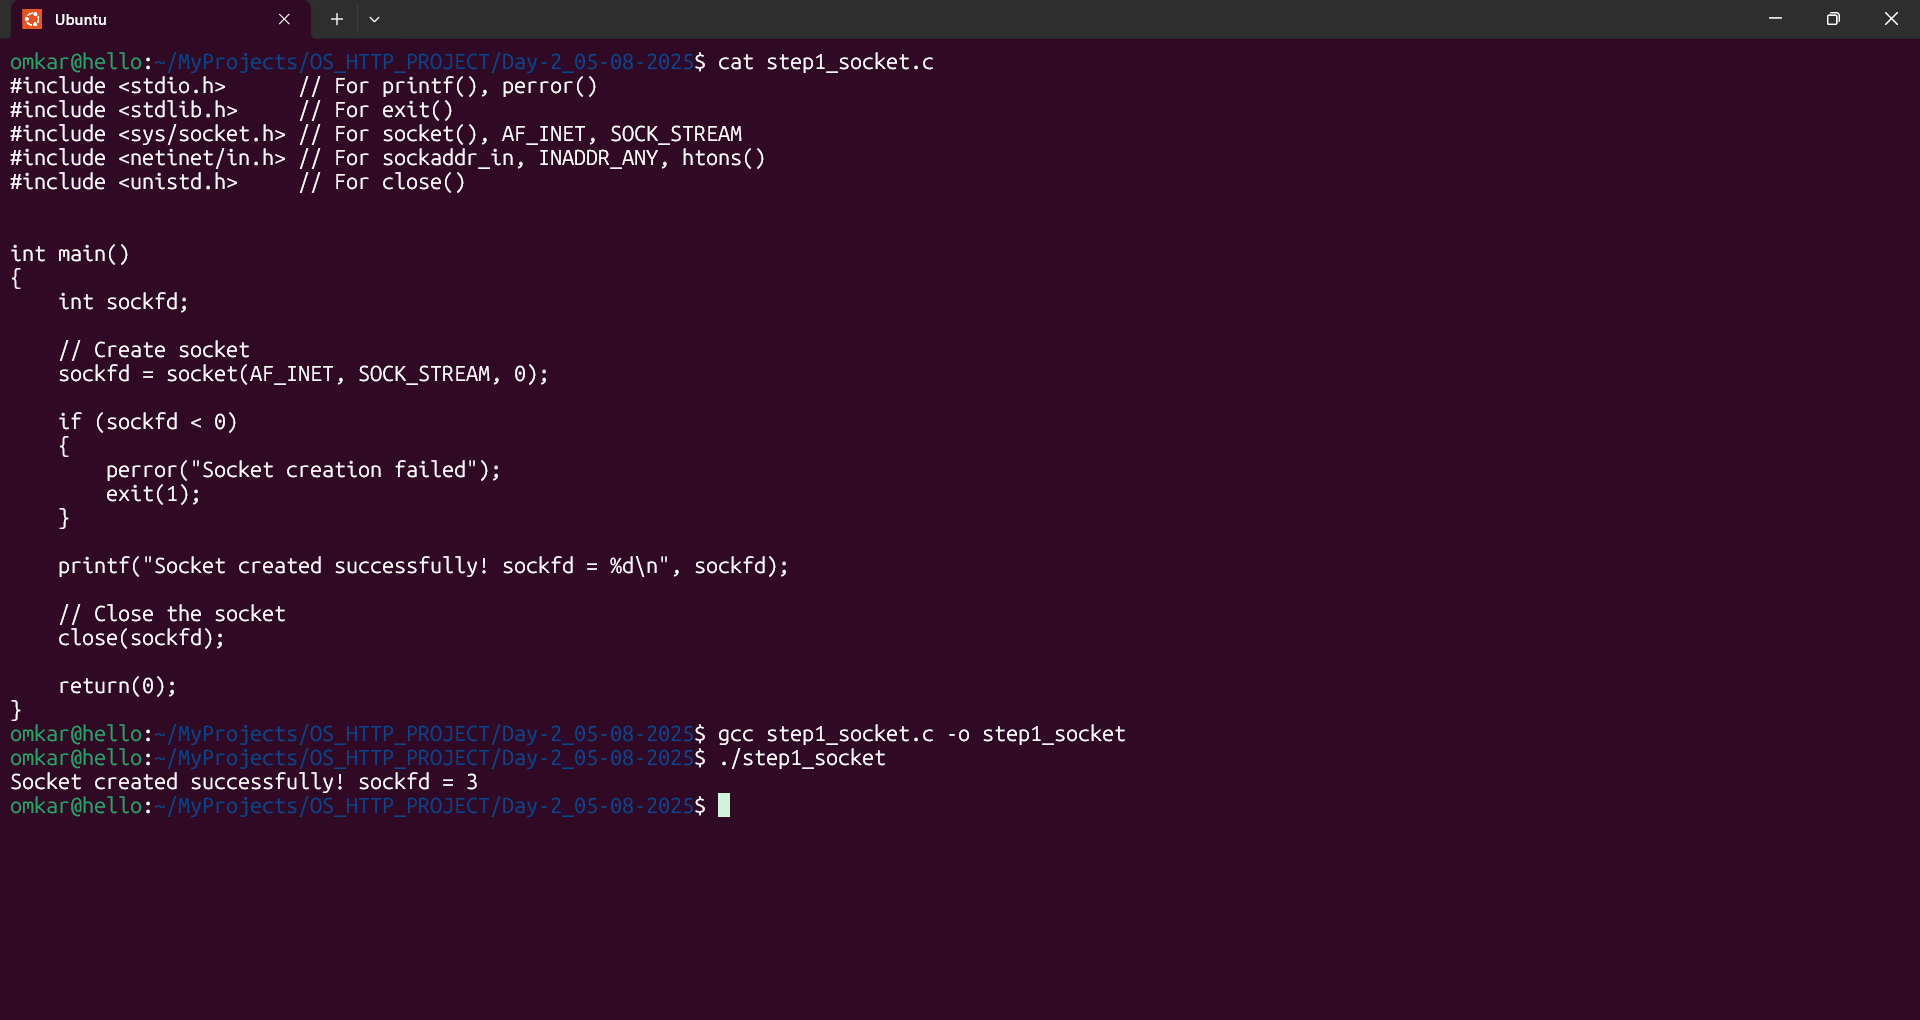 Ubuntu
omkar@hello:~/MyProjects/OS_HTTP_PROJECT/Day-2_05-08-2025$ cat step1_socket.c
#include <stdio.h>      // For printf(), perror()
#include <stdlib.h>     // For exit()
#include <sys/socket.h> // For socket(), AF_INET, SOCK_STREAM
#include <netinet/in.h> // For sockaddr_in, INADDR_ANY, htons()
#include <unistd.h>     // For close()
int main()
{
    int sockfd;
    // Create socket
    sockfd = socket(AF_INET, SOCK_STREAM, 0);
    if (sockfd < 0)
    {
        perror("Socket creation failed");
        exit(1);
    }
    printf("Socket created successfully! sockfd = %d\n", sockfd);
    // Close the socket
    close(sockfd);
    return(0);
}
omkar@hello:~/MyProjects/OS_HTTP_PROJECT/Day-2_05-08-2025$ gcc step1_socket.c -o step1_socket
omkar@hello:~/MyProjects/OS_HTTP_PROJECT/Day-2_05-08-2025$ ./step1_socket
Socket created successfully! sockfd = 3
omkar@hello:~/MyProjects/OS_HTTP_PROJECT/Day-2_05-08-2025$